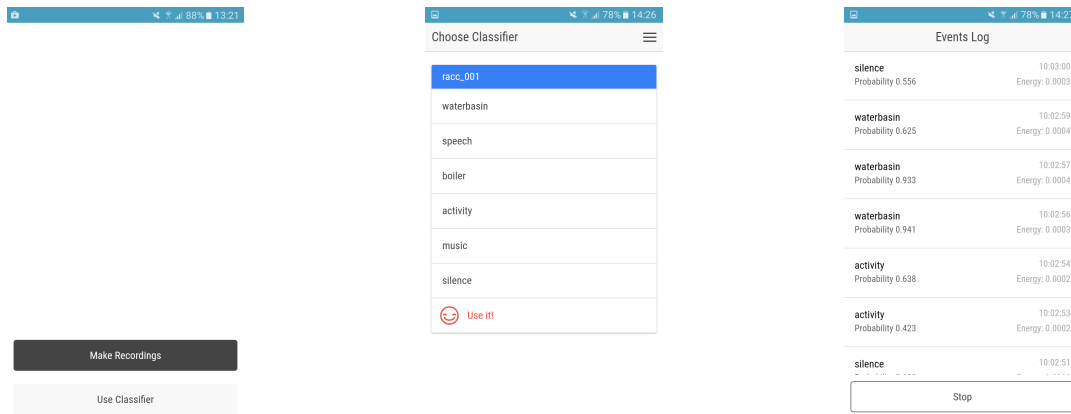 88% 13:21
Make Recordings
Use Classifier
78% 14:26
Choose Classifier
racc_001
waterbasin
speech
boiler
activity
music
silence
Use it!
78% 14:27
Events Log
silence 10:03:00
Probability 0.556 Energy: 0.0003
waterbasin 10:02:59
Probability 0.625 Energy: 0.0004
waterbasin 10:02:57
Probability 0.933 Energy: 0.0004
waterbasin 10:02:56
Probability 0.941 Energy: 0.0003
activity 10:02:54
Probability 0.638 Energy: 0.0002
activity 10:02:53
Probability 0.423 Energy: 0.0002
silence 10:02:51
Stop